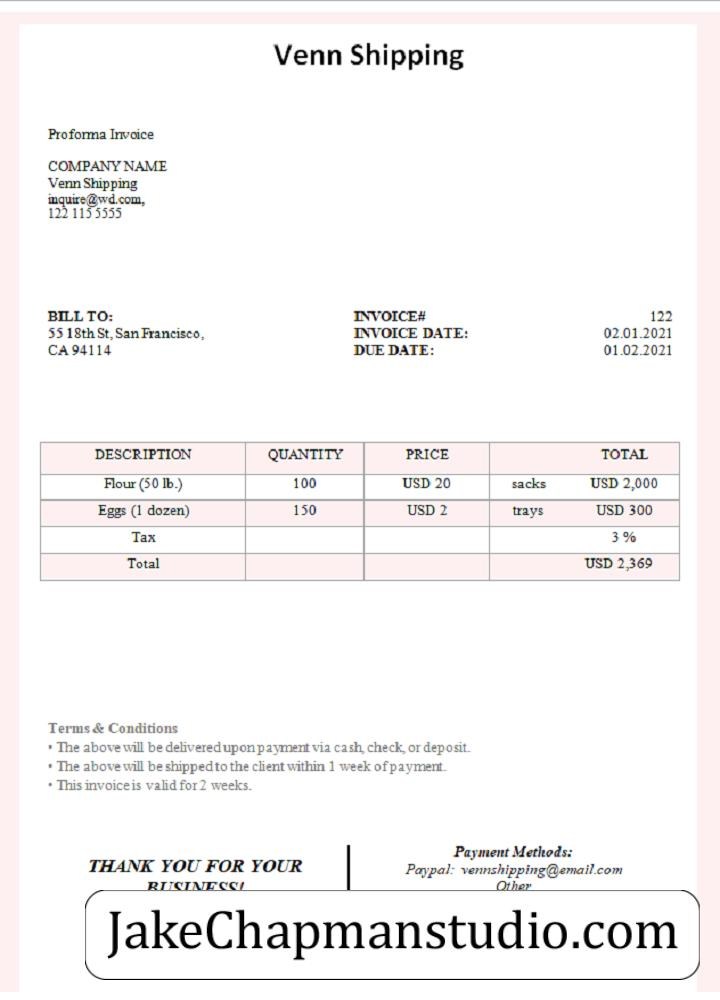 Venn Shipping
Proforma Invoice
COMPANY NAME
Venn Shipping
inquire@wd.com,
122 115 5555
BILL TO: INVOICE# 122
55 18th St, San Francisco, INVOICE DATE: 02.01.2021
CA 94114 DUE DATE: 01.02.2021
DESCRIPTION QUANTITY PRICE TOTAL
Flour (50 lb.) 100 USD 20 sacks USD 2,000
Eggs (1 dozen) 150 USD 2 trays USD 300
Tax 3 %
Total USD 2,369
Terms & Conditions
• The above will be delivered upon payment via cash, check, or deposit.
• The above will be shipped to the client within 1 week of payment.
• This invoice is valid for 2 weeks.
THANK YOU FOR YOUR
BUSINESS!
Payment Methods:
Paypal: vennshipping@email.com
Other
JakeChapmanstudio.com